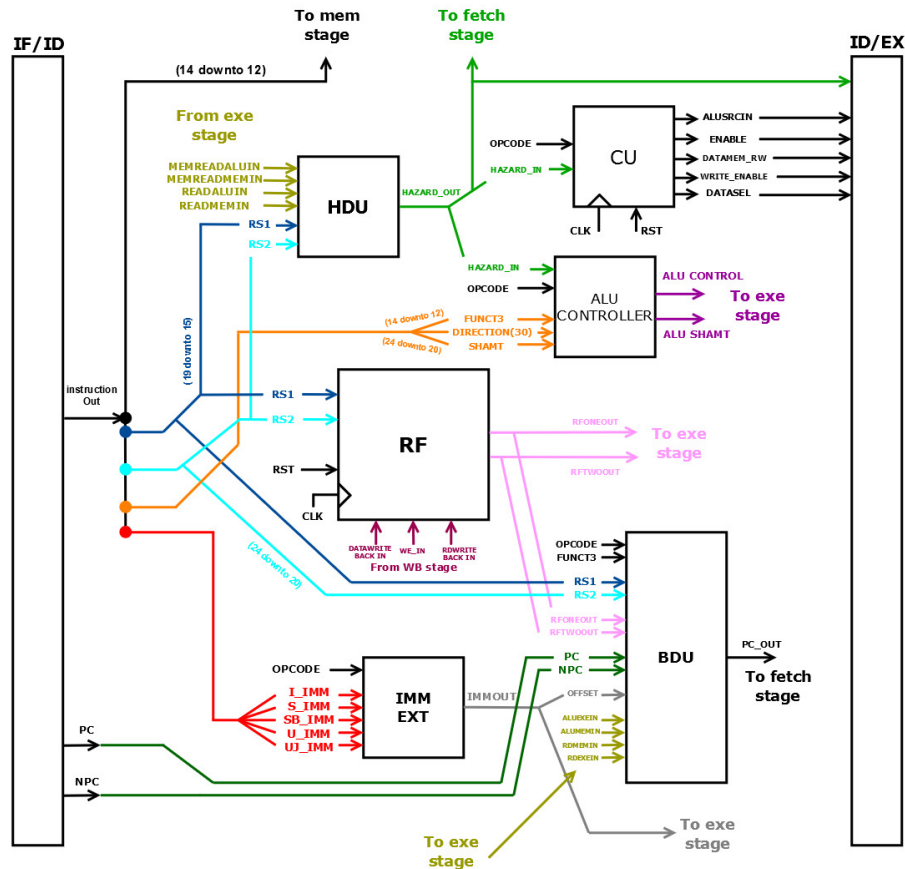 To mem
stage
To fetch
stage
IF/ID
ID/EX
(14 downto 12)
From exe
stage
MEMREADALUIN
MEMREADMEMIN
READALUIN
READMEMIN
RS1
RS2
HDU
HAZARD_OUT
OPCODE
HAZARD_IN
CU
CLK
RST
ALUSRCIN
ENABLE
DATAMEM_RW
WRITE_ENABLE
DATASEL
HAZARD_IN
OPCODE
(14 downto 12)
FUNCT3
DIRECTION(30)
SHAMT
(24 downto 20)
ALU
CONTROLLER
ALU CONTROL
To exe
stage
ALU SHAMT
(19 downto 15)
instruction
Out
RS1
RS2
RST
CLK
RF
DATAWRITE
BACK IN
WE_IN
RDWRITE
BACK IN
From WB stage
RFONEOUT
RFTWOOUT
To exe
stage
(24 downto 20)
OPCODE
FUNCT3
RS1
RS2
RFONEOUT
RFTWOOUT
PC
NPC
OFFSET
ALUEXEIN
ALUMEMIN
RDMEMIN
RDEXEIN
BDU
PC_OUT
To fetch
stage
OPCODE
I_IMM
S_IMM
SB_IMM
U_IMM
UJ_IMM
IMM
EXT
IMMOUT
PC
NPC
To exe
stage
To exe
stage